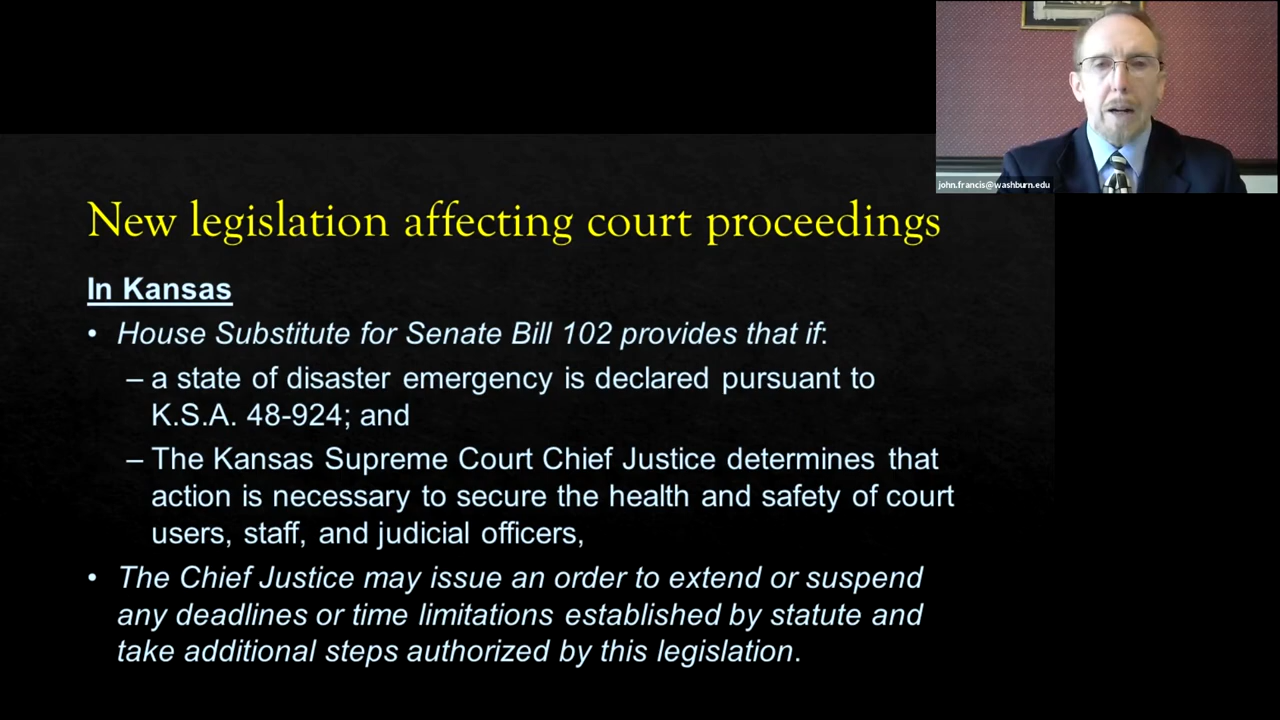 john.francis@washburn.edu
New legislation affecting court proceedings
In Kansas
• House Substitute for Senate Bill 102 provides that if:
– a state of disaster emergency is declared pursuant to
K.S.A. 48-924; and
– The Kansas Supreme Court Chief Justice determines that
action is necessary to secure the health and safety of court
users, staff, and judicial officers,
• The Chief Justice may issue an order to extend or suspend
any deadlines or time limitations established by statute and
take additional steps authorized by this legislation.